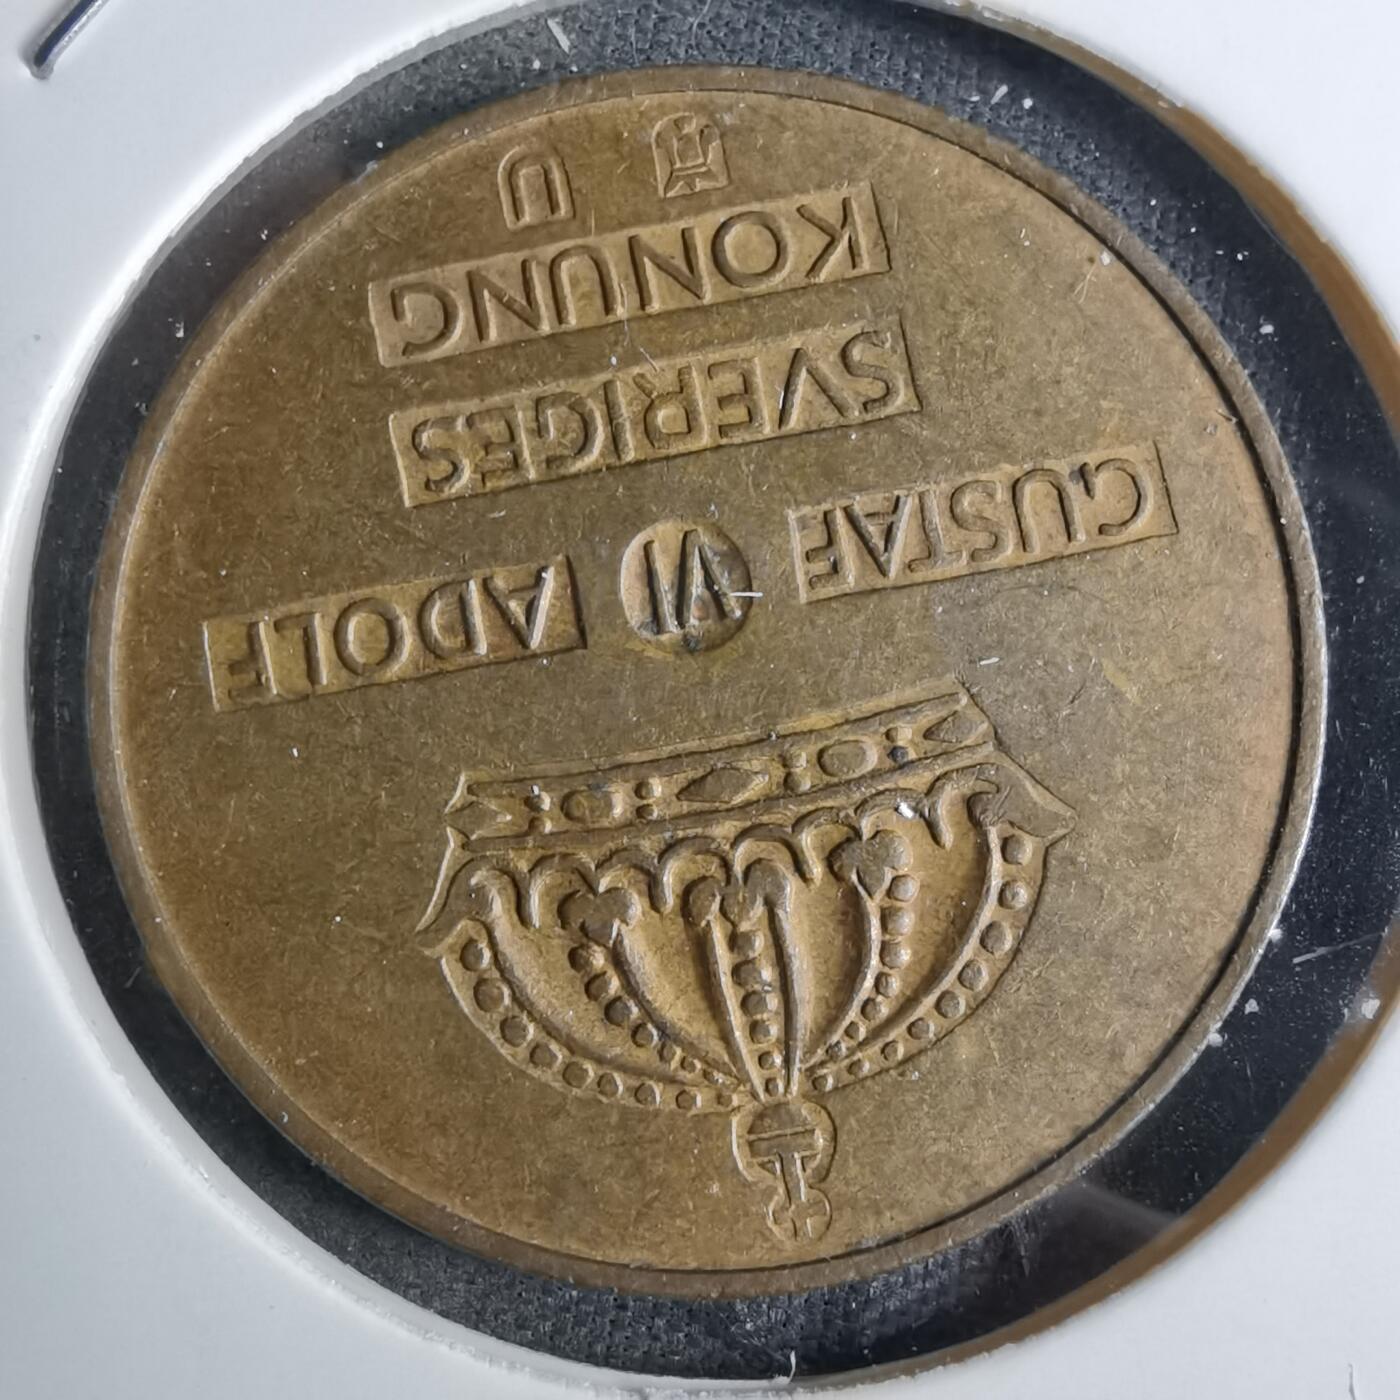 GUSTAF VI ADOLF
SVERIGES
KONUNG
U